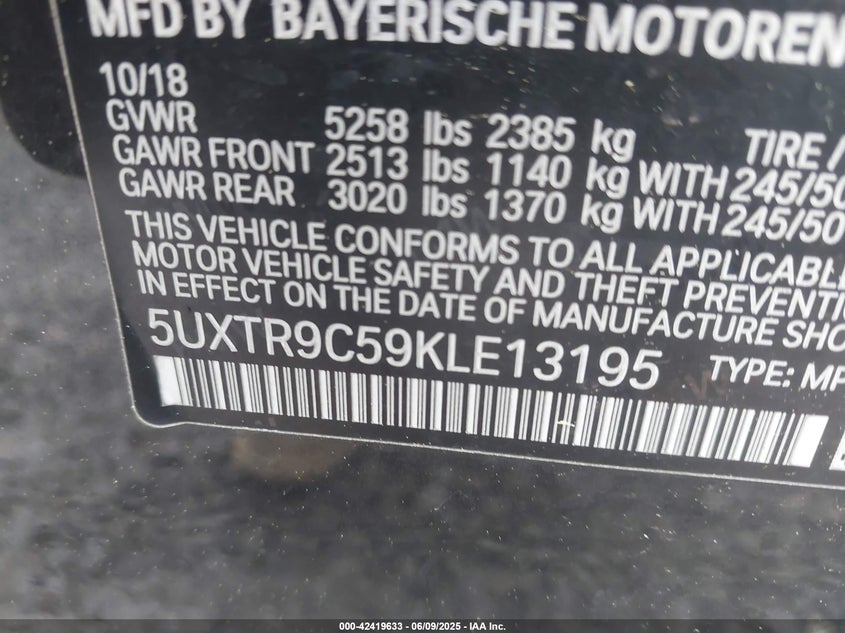 MFD BY BAYERISCHE MOTOREN
10/18
GVWR 5258 lbs 2385 kg TIRE /
GAWR FRONT 2513 lbs 1140 kg WITH 245/50
GAWR REAR 3020 lbs 1370 kg WITH 245/50
THIS VEHICLE CONFORMS TO ALL APPLICABLE
MOTOR VEHICLE SAFETY AND THEFT PREVENTI
IN EFFECT ON THE DATE OF MANUFACTURE SHO
5UXTR9C59KLE13195 TYPE: MP
000-42419633 - 06/09/2025 - IAA Inc.